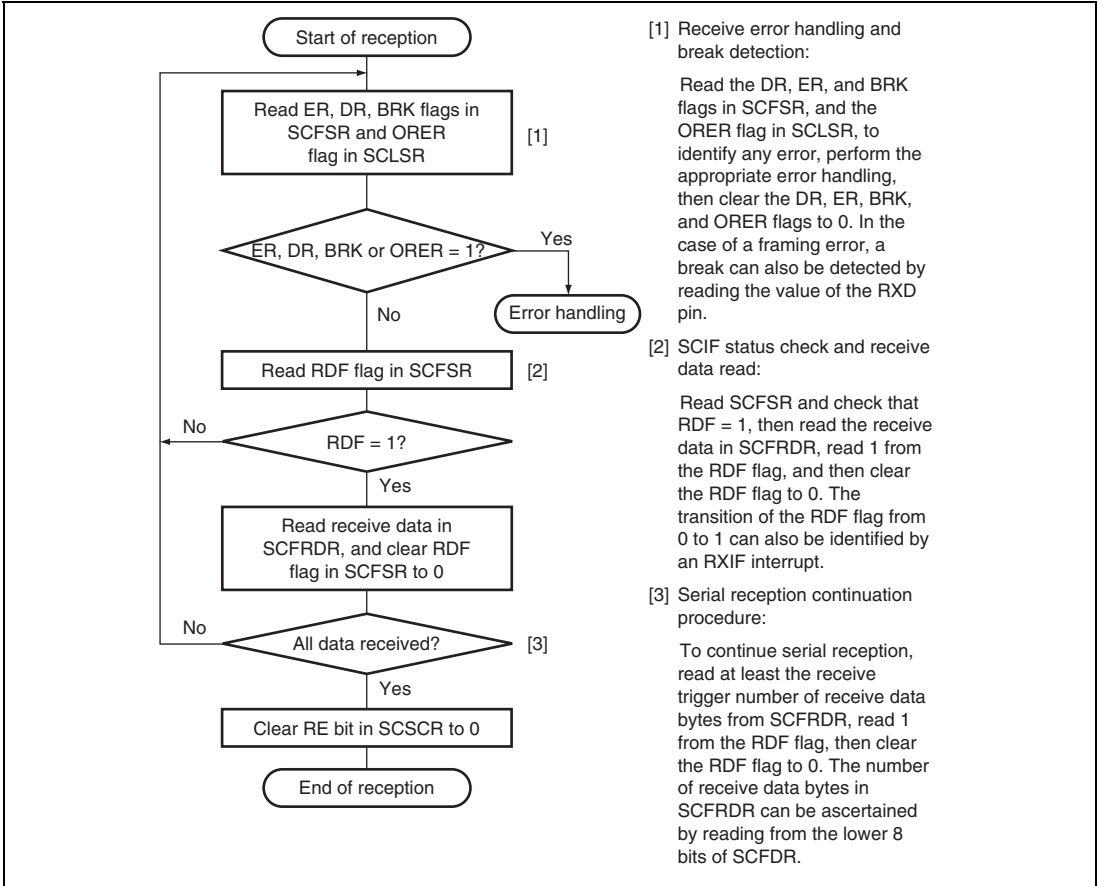 Start of reception
Read ER, DR, BRK flags in
SCFSR and ORER
flag in SCLSR
[1]
ER, DR, BRK or ORER = 1?
Yes
No
Error handling
Read RDF flag in SCFSR
[2]
No
RDF = 1?
Yes
Read receive data in
SCFRDR, and clear RDF
flag in SCFSR to 0
No
All data received?
[3]
Yes
Clear RE bit in SCSCR to 0
End of reception
[1] Receive error handling and
break detection:
Read the DR, ER, and BRK
flags in SCFSR, and the
ORER flag in SCLSR, to
identify any error, perform the
appropriate error handling,
then clear the DR, ER, BRK,
and ORER flags to 0. In the
case of a framing error, a
break can also be detected by
reading the value of the RXD
pin.
[2] SCIF status check and receive
data read:
Read SCFSR and check that
RDF = 1, then read the receive
data in SCFRDR, read 1 from
the RDF flag, and then clear
the RDF flag to 0. The
transition of the RDF flag from
0 to 1 can also be identified by
an RXIF interrupt.
[3] Serial reception continuation
procedure:
To continue serial reception,
read at least the receive
trigger number of receive data
bytes from SCFRDR, read 1
from the RDF flag, then clear
the RDF flag to 0. The number
of receive data bytes in
SCFRDR can be ascertained
by reading from the lower 8
bits of SCFDR.